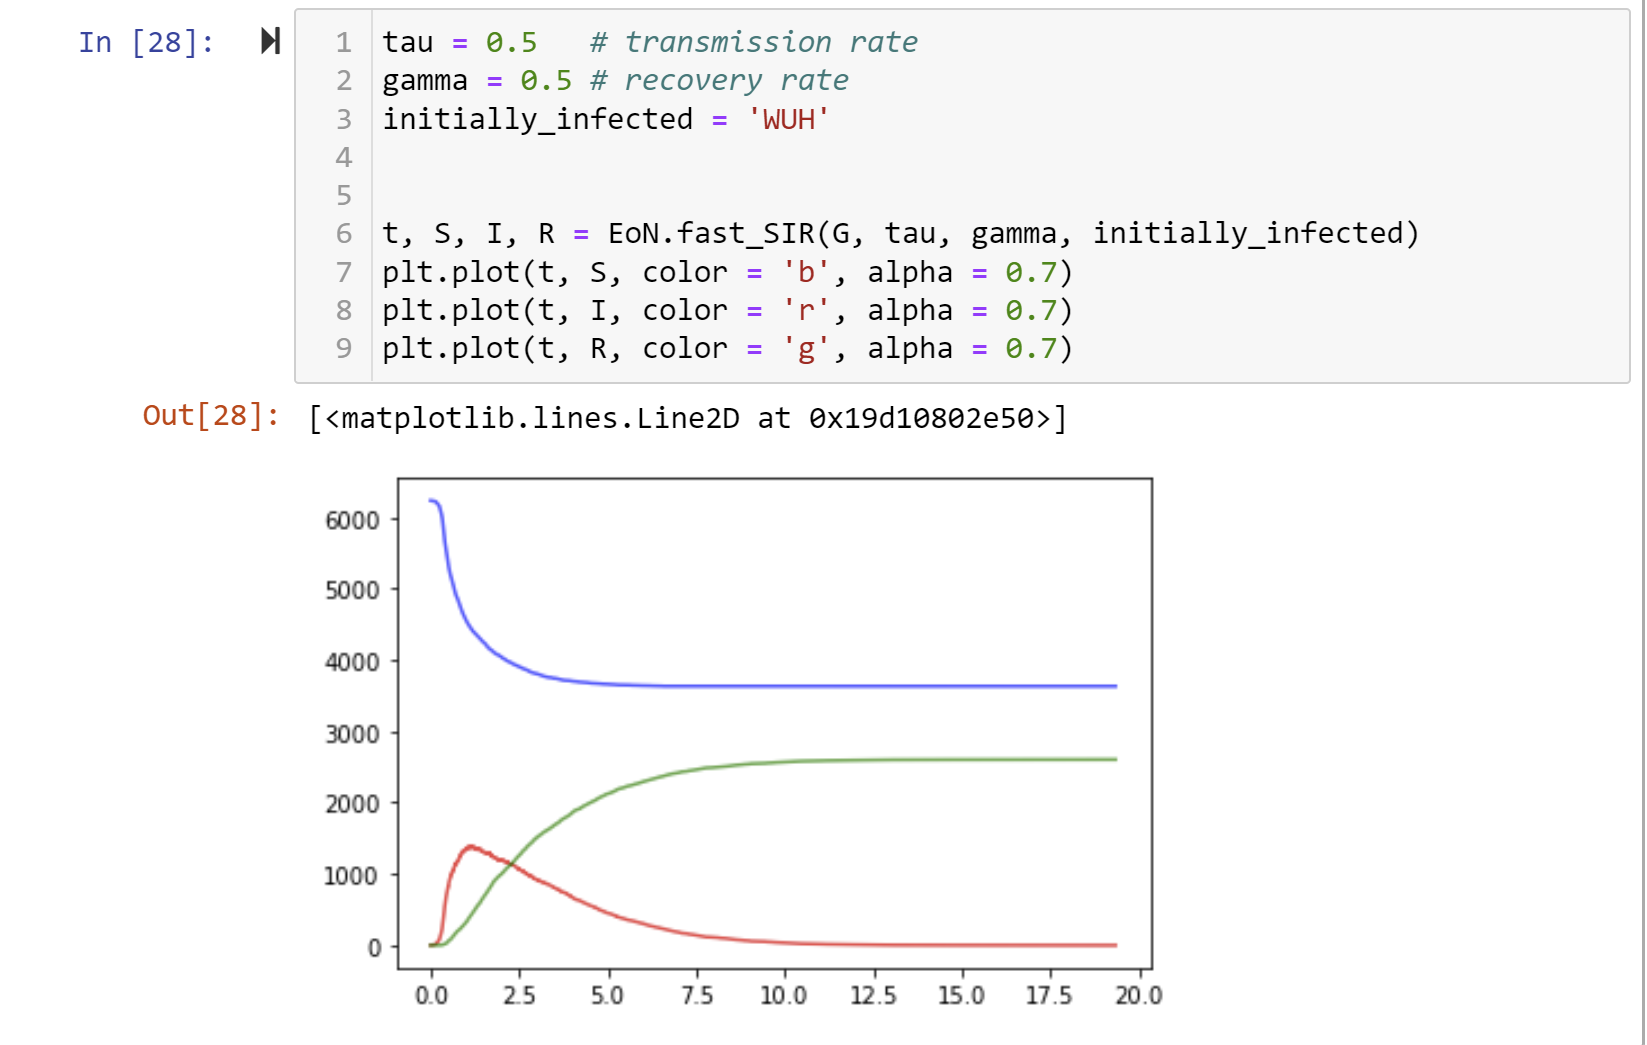 In [28]:
1 tau = 0.5   # transmission rate
2 gamma = 0.5 # recovery rate
3 initially_infected = 'WUH'
4
5
6 t, S, I, R = EoN.fast_SIR(G, tau, gamma, initially_infected)
7 plt.plot(t, S, color = 'b', alpha = 0.7)
8 plt.plot(t, I, color = 'r', alpha = 0.7)
9 plt.plot(t, R, color = 'g', alpha = 0.7)
Out[28]: [<matplotlib.lines.Line2D at 0x19d10802e50>]
6000
5000
4000
3000
2000
1000
0
0.0 2.5 5.0 7.5 10.0 12.5 15.0 17.5 20.0